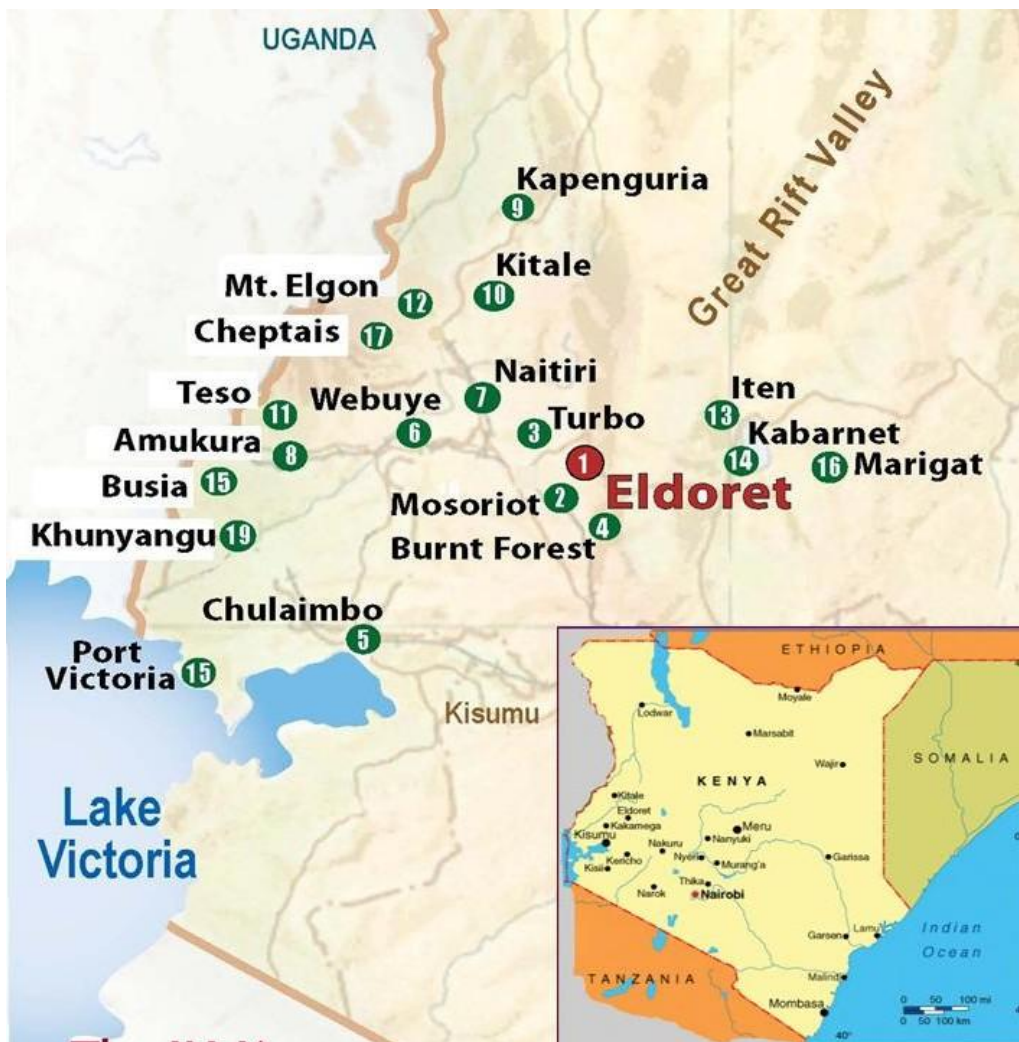 UGANDA
Great Rift Valley
Kapenguria
9
Kitale
10
Mt. Elgon
12
Cheptais
17
Naitiri
7
Teso
11
Webuye
6
Turbo
3
Iten
13
Amukura
8
Kabarnet
14
Marigat
16
1
Eldoret
Busia
15
Mosoriot
2
Burnt Forest
4
Khunyangu
19
Chulaimbo
5
Port
Victoria
15
Kisumu
Lake
Victoria
ETHIOPIA
Moyale
Lodwar
Marsabit
SOMALIA
Wajir
KENYA
Kitale
Eldoret
Kakamega
Meru
Kisumu
Nanyuki
Nakuru
Kericho
Nyeri
Murang'a
Garissa
Kisii
Thika
Narok
Nairobi
Garsen
Lamu
Indian
Ocean
TANZANIA
Malindi
Mombasa
0 50 100 mi
0 50 100 km
40°